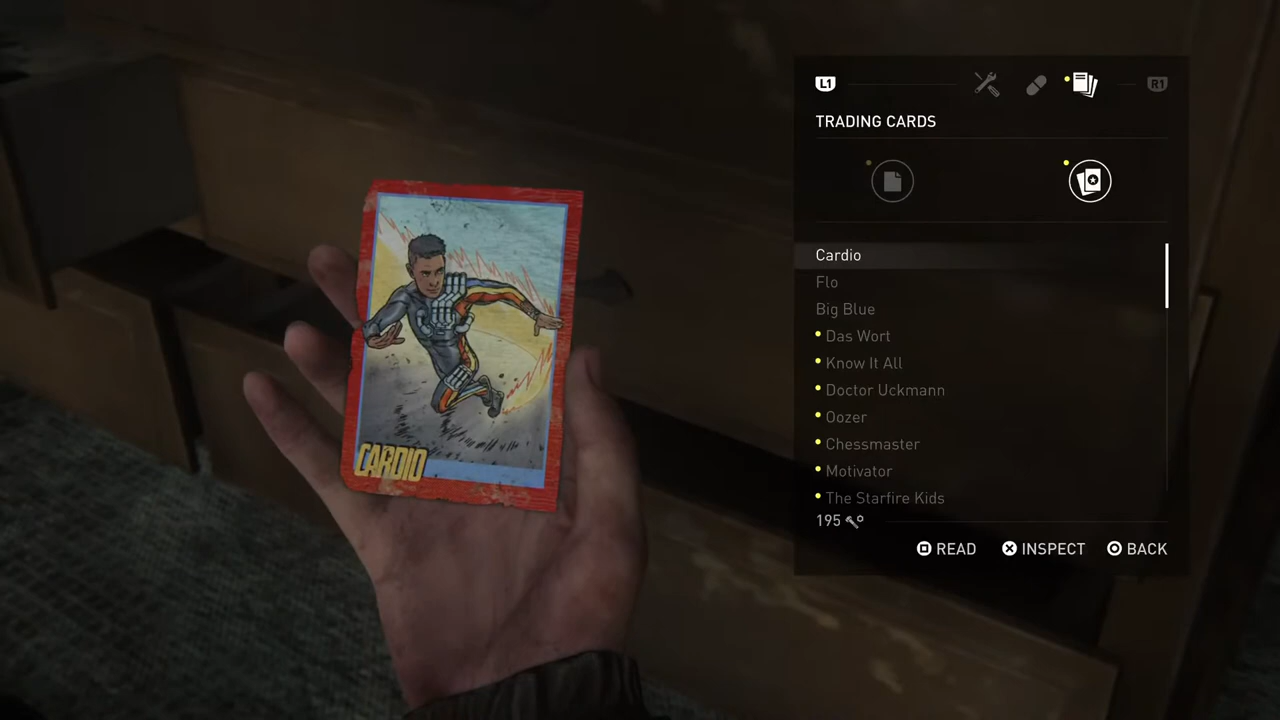 L1
R1
TRADING CARDS
Cardio
Flo
Big Blue
Das Wort
Know It All
Doctor Uckmann
Oozer
Chessmaster
Motivator
The Starfire Kids
195
READ
INSPECT
BACK
CARDIO